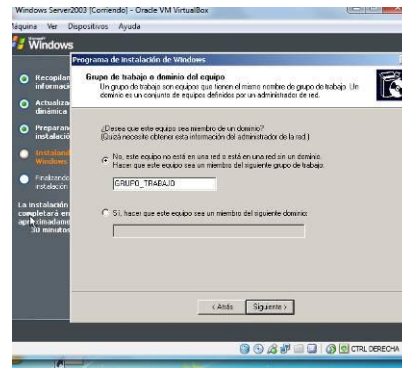 Windows Server2003 [Corriendo] - Oracle VM VirtualBox
Máquina Ver Dispositivos Ayuda
Windows
Programa de Instalación de Windows
Recopilan
informaci
Actualiza
dinámica
Preparan
instalació
Instalando
Windows
Finalizando
instalación
La instalación
completará en
aproximadame
30 minutos
Grupo de trabajo o dominio del equipo
Un grupo de trabajo son equipos que tienen el mismo nombre de grupo de trabajo. Un
dominio es un conjunto de equipos definidos por un administrador de red.
¿Desea que este equipo sea miembro de un dominio?
(Quizá necesite obtener esta información del administrador de la red.)
No, este equipo no está en una red o está en una red sin un dominio.
Hacer que este equipo sea un miembro del siguiente grupo de trabajo:
GRUPO_TRABAJO
Sí, hacer que este equipo sea un miembro del siguiente dominio:
< Atrás
Siguiente >
CTRL DERECHA